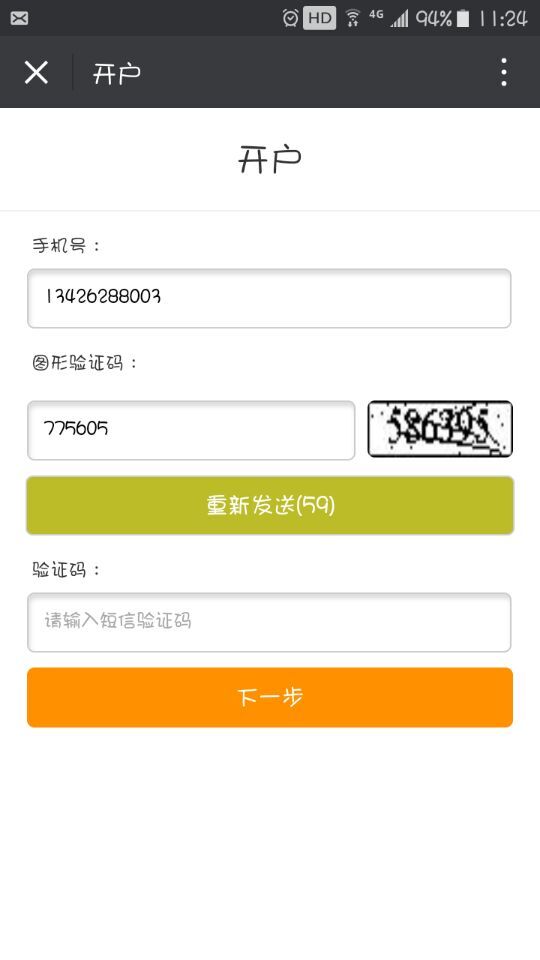 HD 4G 94% 11:24
开户
开户
手机号：
13426288003
图形验证码：
775605
586395
重新发送(59)
验证码：
请输入短信验证码
下一步